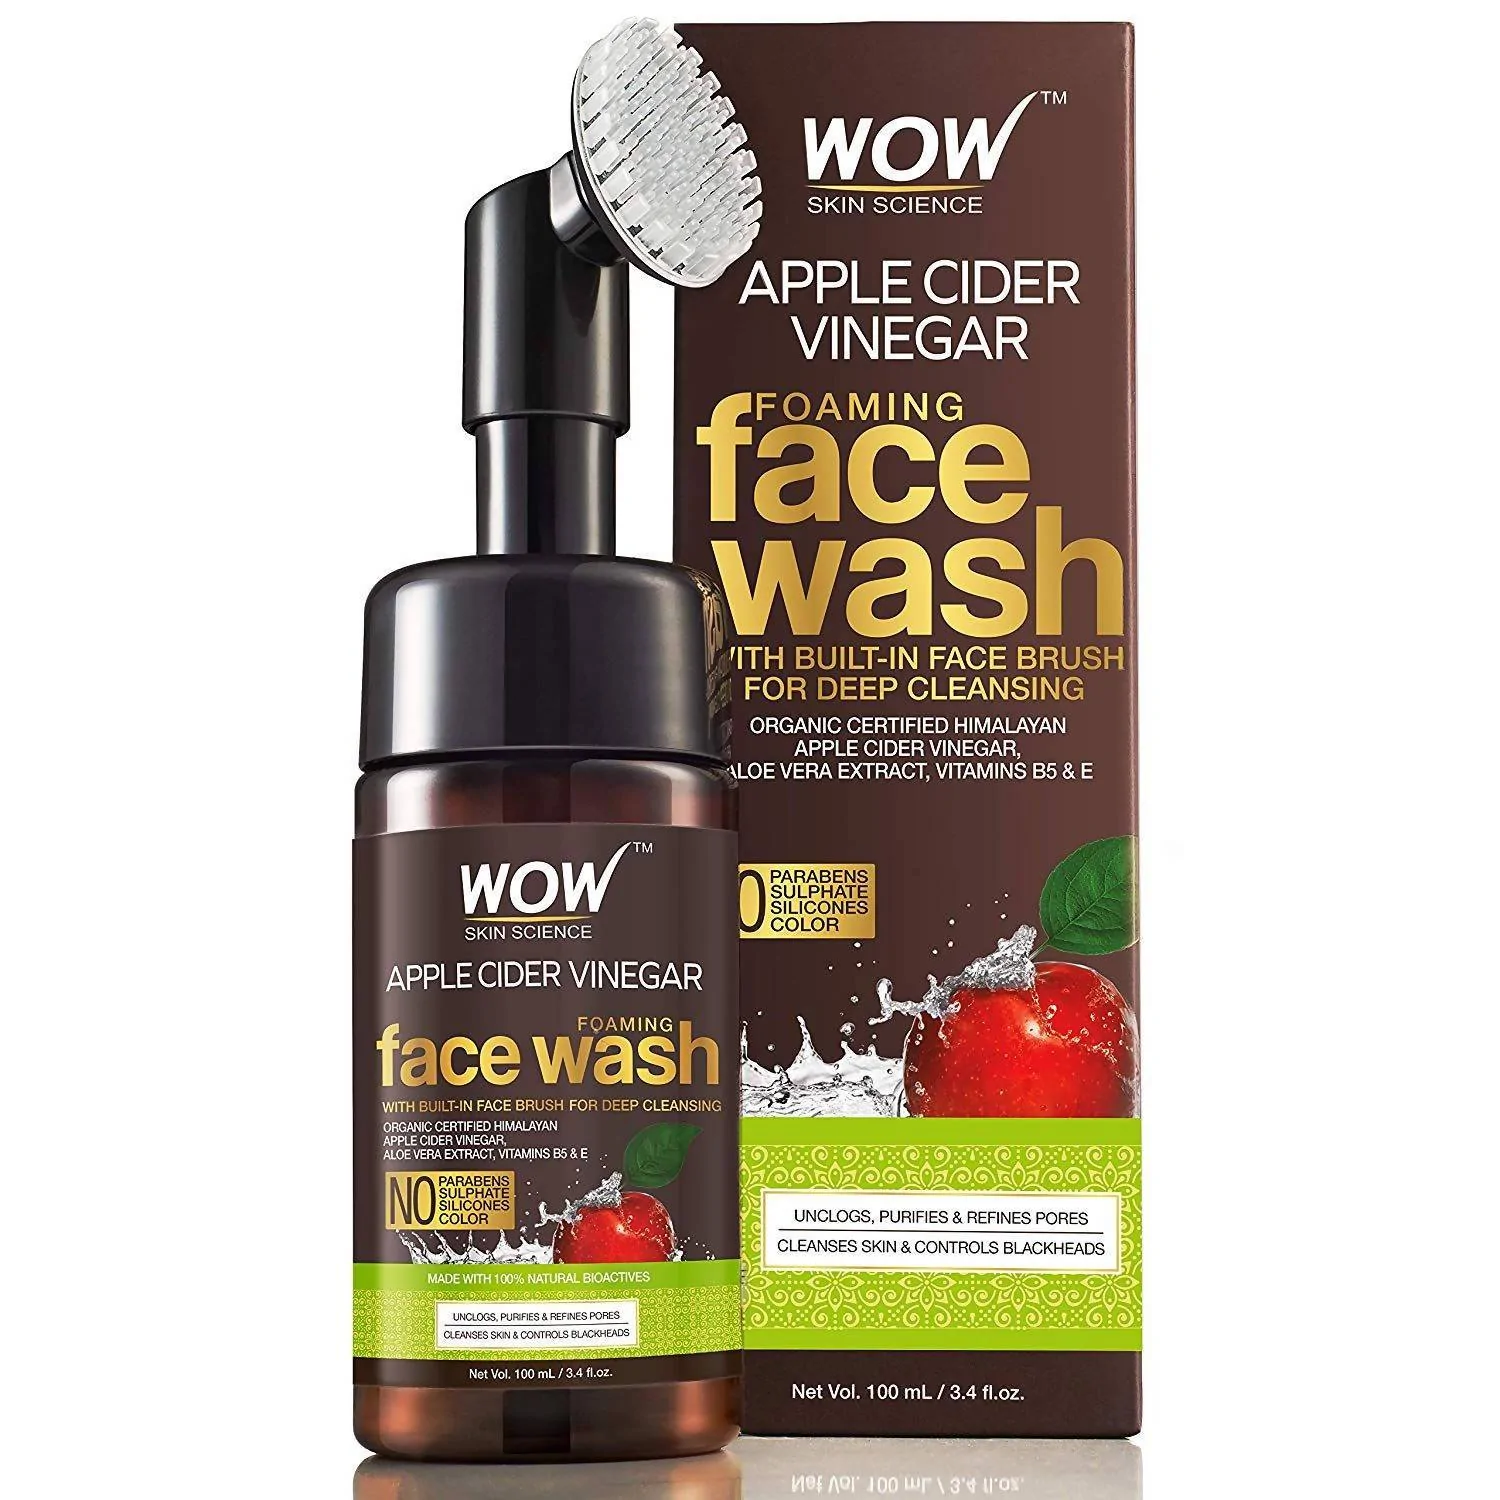 WOW™
SKIN SCIENCE
APPLE CIDER
VINEGAR
FOAMING
face
wash
WITH BUILT-IN FACE BRUSH
FOR DEEP CLEANSING
ORGANIC CERTIFIED HIMALAYAN
APPLE CIDER VINEGAR,
ALOE VERA EXTRACT, VITAMINS B5 & E
PARABENS
SULPHATE
SILICONES
COLOR
UNCLOGS, PURIFIES & REFINES PORES
CLEANSES SKIN & CONTROLS BLACKHEADS
Net Vol. 100 mL / 3.4 fl.oz.
WOW™
SKIN SCIENCE
APPLE CIDER VINEGAR
FOAMING
face wash
WITH BUILT-IN FACE BRUSH FOR DEEP CLEANSING
ORGANIC CERTIFIED HIMALAYAN
APPLE CIDER VINEGAR,
ALOE VERA EXTRACT, VITAMINS B5 & E
NO
PARABENS
SULPHATE
SILICONES
COLOR
MADE WITH 100% NATURAL BIOACTIVES
UNCLOGS, PURIFIES & REFINES PORES
CLEANSES SKIN & CONTROLS BLACKHEADS
Net Vol. 100 mL / 3.4 fl.oz.